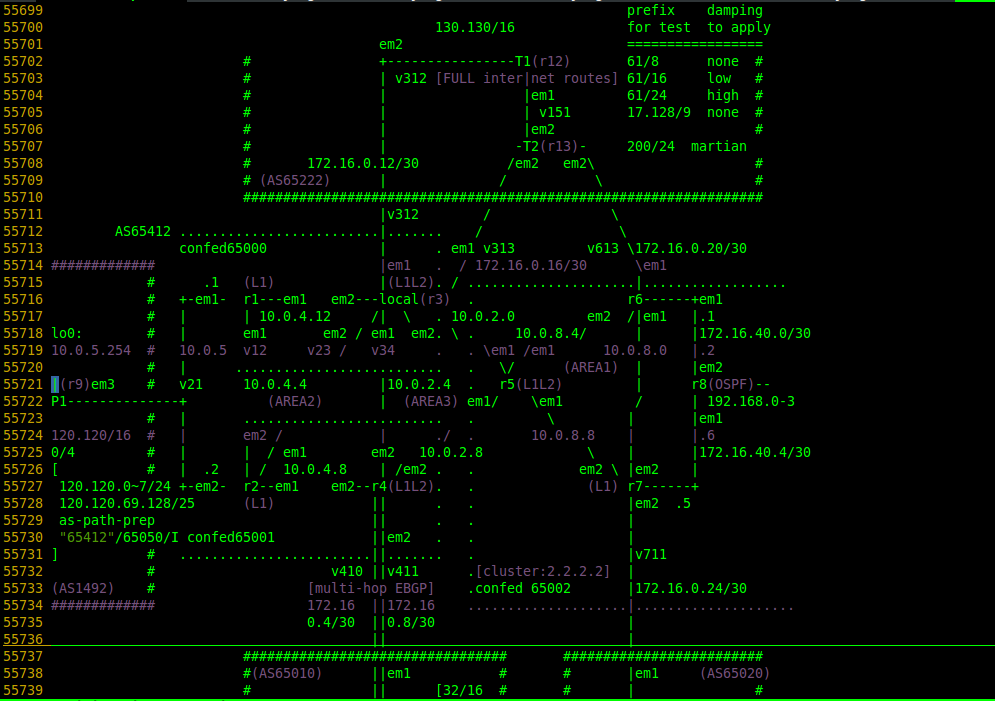 55699                                                                         prefix    damping
55700                                                 130.130/16              for test  to apply
55701                                          em2                            =================
55702                         #                +----------------T1(r12)       61/8      none  #
55703                         #                | v312 [FULL inter|net routes] 61/16     low   #
55704                         #                |                 |em1         61/24     high  #
55705                         #                |                 | v151       17.128/9  none  #
55706                         #                |                 |em2                         #
55707                         #                |                -T2(r13)-     200/24  martian
55708                         #       172.16.0.12/30           /em2   em2\                    #
55709                         # (AS65222)      |              /           \                   #
55710                         #################################################################
55711                                          |v312        /               \
55712         AS65412 .........................|.......    /                 \
55713                 confed65000              |      . em1 v313         v613 \172.16.0.20/30
55714 #############                            |em1   .  / 172.16.0.16/30      \em1
55715             #      .1   (L1)             |(L1L2). / .....................|..................
55716             #   +-em1-  r1---em1   em2---local(r3)  .                   r6------+em1
55717             #   |       | 10.0.4.12     /|  \   . 10.0.2.0         em2  /|em1   |.1
55718 lo0:        #   |       em1       em2 / em1  em2. \ .     10.0.8.4/      |      |172.16.40.0/30
55719 10.0.5.254  #   10.0.5  v12     v23 /   v34     .  . \em1 /em1      10.0.8.0   |.2
55720             #   |      ..........................   .   \/      (AREA1)  |      |em2
55721 |(r9)em3    #   v21     10.0.4.4         |10.0.2.4  .   r5(L1L2)         |      r8(OSPF)--
55722 P1--------------+          (AREA2)       |  (AREA3) em1/    \em1         /      | 192.168.0-3
55723             #   |       .........................   .         \         |       |em1
55724 120.120/16  #   |       em2 /            |      ./  .       10.0.8.8    |       |.6
55725 0/4         #   |       |  / em1        em2   10.0.2.8             \    |       |172.16.40.4/30
55726 [           #   |  .2   | /  10.0.4.8    | /em2 .   .             em2 \ |em2    |
55727  120.120.0~7/24 +-em2-  r2--em1    em2--r4(L1L2).   .              (L1) r7------+
55728  120.120.69.128/25      (L1)            ||      .   .                   |em2  .5
55729  as-path-prep                           ||      .   .                   |
55730  "65412"/65050/I confed65001            ||em2   .   .                   |
55731 ]           #   ........................||.......   .                   |v711
55732             #                         v410 ||v411      .[cluster:2.2.2.2]  |
55733 (AS1492)    #                   [multi-hop EBGP]    .confed 65002       |172.16.0.24/30
55734 #############                   172.16  ||172.16    ....................|....................
55735                                 0.4/30  ||0.8/30                        |
55736                                         ||                              |
55737                         #################################       #########################
55738                         #(AS65010)      ||em1           #       #       |em1     (AS65020)
55739                         #               ||      [32/16  #       #       |               #